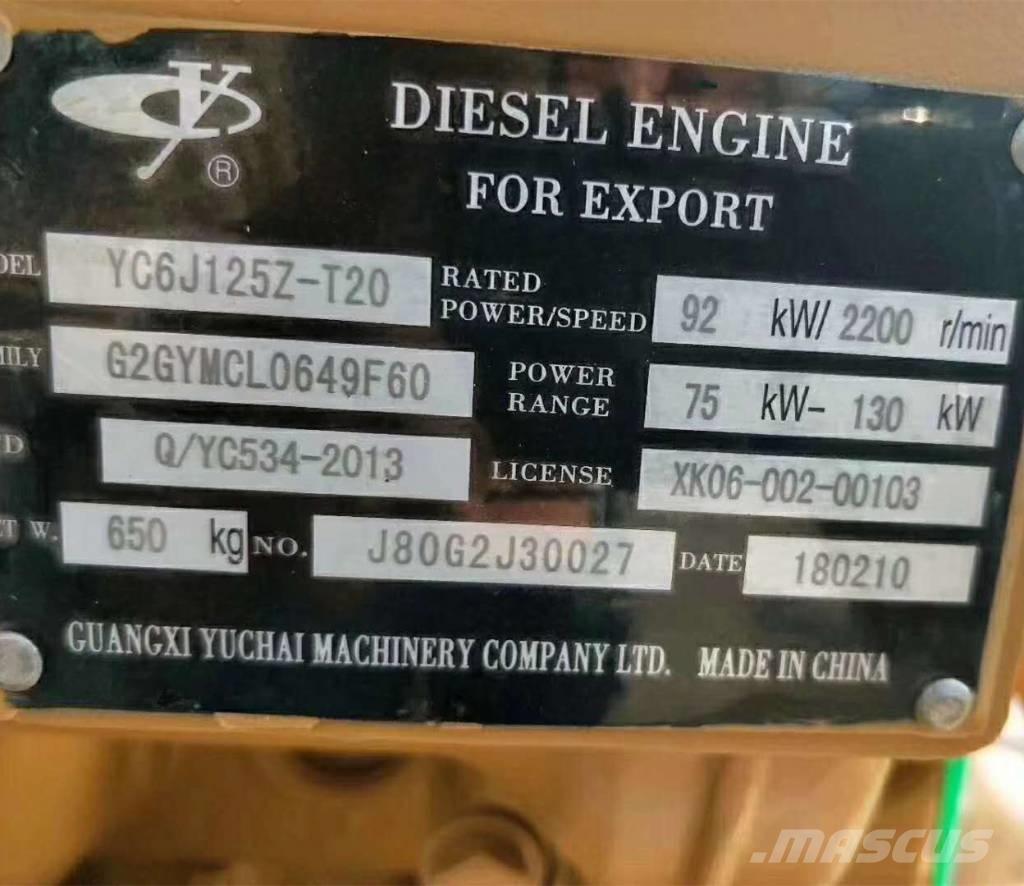 Y ®
DIESEL ENGINE
FOR EXPORT
DEL YC6J125Z-T20 RATED POWER/SPEED 92 kW/ 2200 r/min
MILY G2GYMCL0649F60 POWER RANGE 75 kW- 130 kW
D Q/YC534-2013 LICENSE XK06-002-00103
ET W. 650 kg NO. J80G2J30027 DATE 180210
GUANGXI YUCHAI MACHINERY COMPANY LTD. MADE IN CHINA
MASCUS